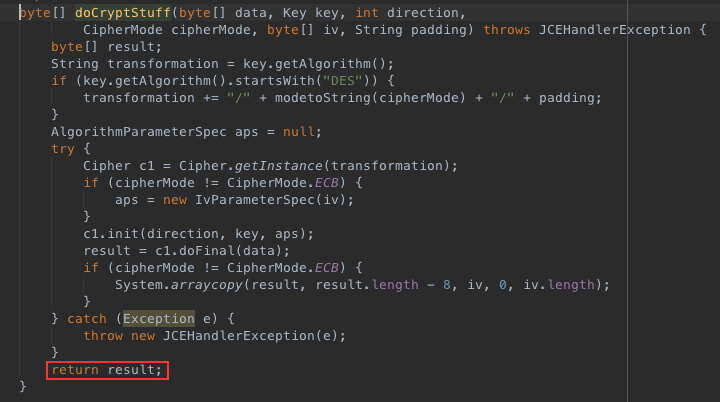 byte[] doCryptStuff(byte[] data, Key key, int direction,
        CipherMode cipherMode, byte[] iv, String padding) throws JCEHandlerException {
    byte[] result;
    String transformation = key.getAlgorithm();
    if (key.getAlgorithm().startsWith("DES")) {
        transformation += "/" + modetoString(cipherMode) + "/" + padding;
    }
    AlgorithmParameterSpec aps = null;
    try {
        Cipher c1 = Cipher.getInstance(transformation);
        if (cipherMode != CipherMode.ECB) {
            aps = new IvParameterSpec(iv);
        }
        c1.init(direction, key, aps);
        result = c1.doFinal(data);
        if (cipherMode != CipherMode.ECB) {
            System.arraycopy(result, result.length - 8, iv, 0, iv.length);
        }
    } catch (Exception e) {
        throw new JCEHandlerException(e);
    }
    return result;
}